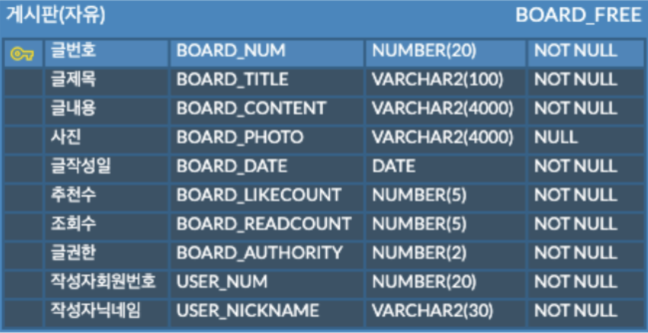 게시판(자유) BOARD_FREE
글번호 BOARD_NUM NUMBER(20) NOT NULL
글제목 BOARD_TITLE VARCHAR2(100) NOT NULL
글내용 BOARD_CONTENT VARCHAR2(4000) NOT NULL
사진 BOARD_PHOTO VARCHAR2(4000) NULL
글작성일 BOARD_DATE DATE NOT NULL
추천수 BOARD_LIKECOUNT NUMBER(5) NOT NULL
조회수 BOARD_READCOUNT NUMBER(5) NOT NULL
글권한 BOARD_AUTHORITY NUMBER(2) NOT NULL
작성자회원번호 USER_NUM NUMBER(20) NOT NULL
작성자닉네임 USER_NICKNAME VARCHAR2(30) NOT NULL